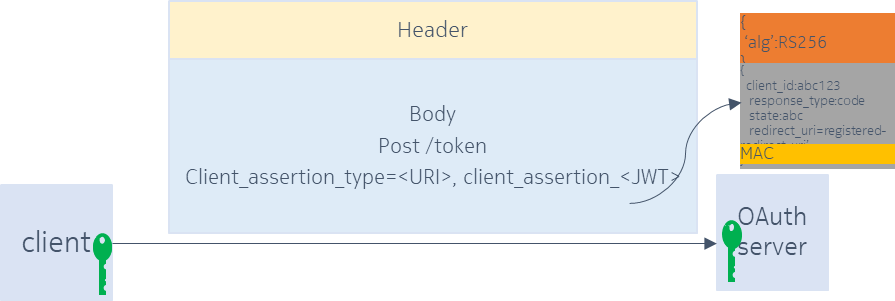 Header
Body
Post /token
Client_assertion_type=<URI>, client_assertion_<JWT>
{
‘alg’:RS256
}
{
client_id:abc123
response_type:code
state:abc
redirect_uri=registered-
MAC
client
OAuth
server